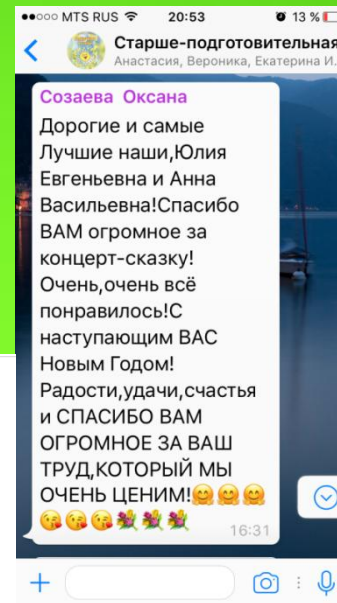 MTS RUS 20:53 13 %
Старше-подготовительная
Анастасия, Вероника, Екатерина И.
Созаева Оксана
Дорогие и самые
Лучшие наши,Юлия
Евгеньевна и Анна
Васильевна!Спасибо
ВАМ огромное за
концерт-сказку!
Очень,очень всё
понравилось!С
наступающим ВАС
Новым Годом!
Радости,удачи,счастья
и СПАСИБО ВАМ
ОГРОМНОЕ ЗА ВАШ
ТРУД,КОТОРЫЙ МЫ
ОЧЕНЬ ЦЕНИМ!🤗🤗🤗
😘😘😘💐💐💐 16:31